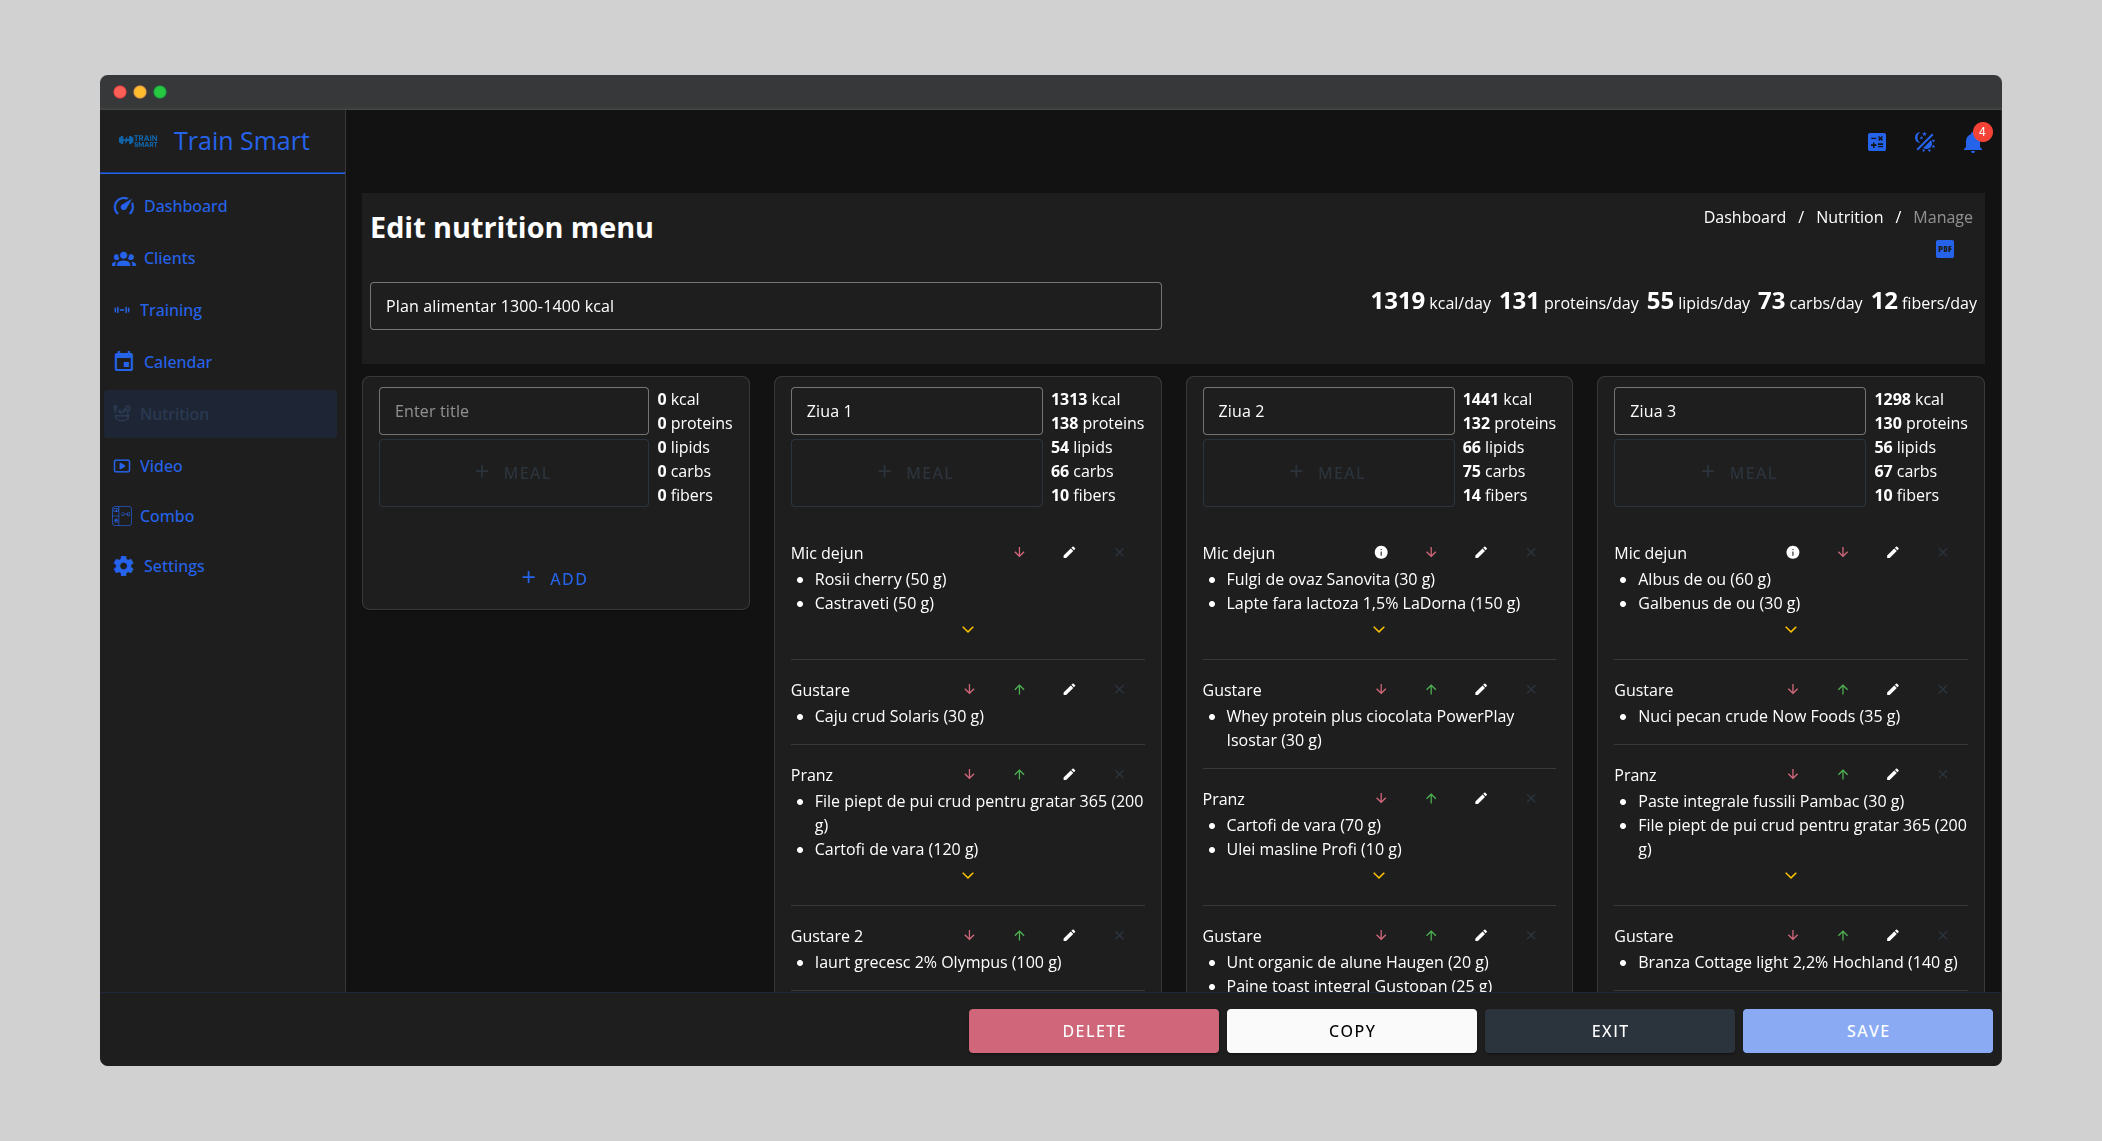 TRAIN
SMART
Train Smart
4
Dashboard
Clients
Training
Calendar
Nutrition
Video
Combo
Settings
Edit nutrition menu
Dashboard / Nutrition / Manage
PDF
Plan alimentar 1300-1400 kcal
1319 kcal/day 131 proteins/day 55 lipids/day 73 carbs/day 12 fibers/day
Enter title
+ MEAL
0 kcal
0 proteins
0 lipids
0 carbs
0 fibers
+ ADD
Ziua 1
+ MEAL
1313 kcal
138 proteins
54 lipids
66 carbs
10 fibers
Mic dejun
• Rosii cherry (50 g)
• Castraveti (50 g)
Gustare
• Caju crud Solaris (30 g)
Pranz
• File piept de pui crud pentru gratar 365 (200
g)
• Cartofi de vara (120 g)
Gustare 2
• Iaurt grecesc 2% Olympus (100 g)
Ziua 2
+ MEAL
1441 kcal
132 proteins
66 lipids
75 carbs
14 fibers
Mic dejun
• Fulgi de ovaz Sanovita (30 g)
• Lapte fara lactoza 1,5% LaDorna (150 g)
Gustare
• Whey protein plus ciocolata PowerPlay
Isostar (30 g)
Pranz
• Cartofi de vara (70 g)
• Ulei masline Profi (10 g)
Gustare
• Unt organic de alune Haugen (20 g)
• Paine toast integral Gustopan (25 g)
Ziua 3
+ MEAL
1298 kcal
130 proteins
56 lipids
67 carbs
10 fibers
Mic dejun
• Albus de ou (60 g)
• Galbenus de ou (30 g)
Gustare
• Nuci pecan crude Now Foods (35 g)
Pranz
• Paste integrale fussili Pambac (30 g)
• File piept de pui crud pentru gratar 365 (200
g)
Gustare
• Branza Cottage light 2,2% Hochland (140 g)
DELETE
COPY
EXIT
SAVE